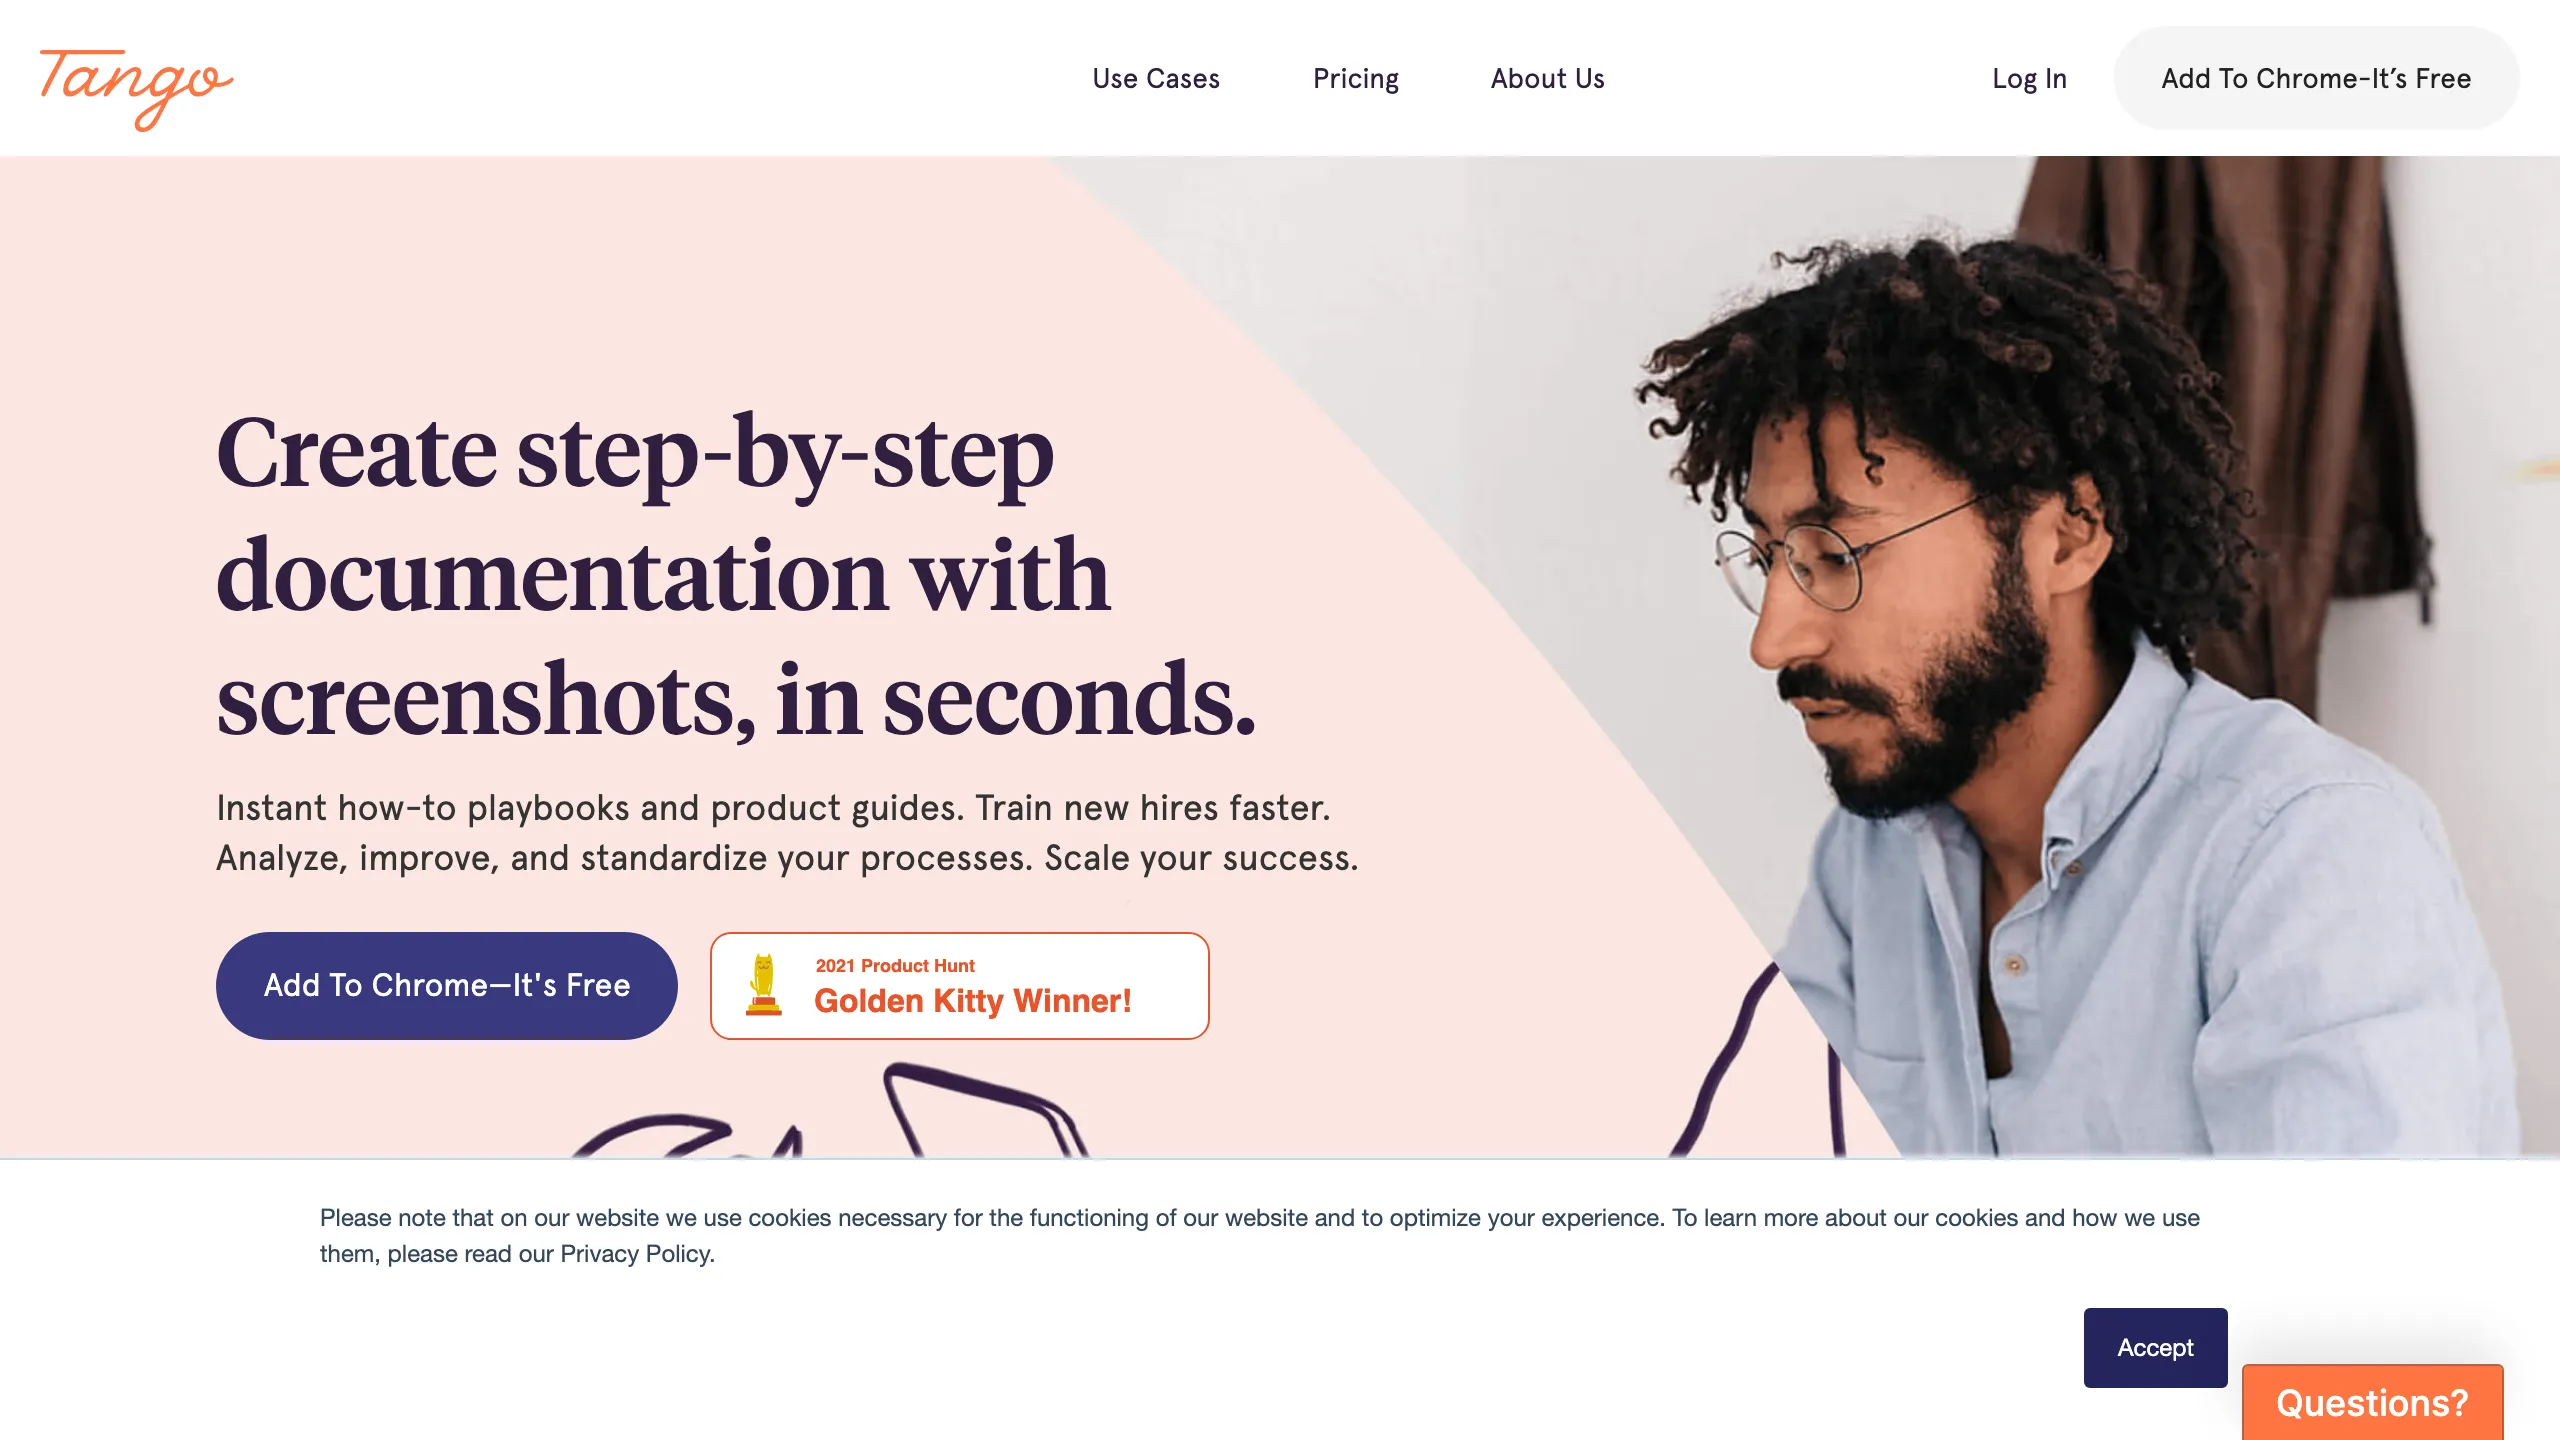 Tango
Use Cases
Pricing
About Us
Log In
Add To Chrome-It’s Free
Create step-by-step
documentation with
screenshots, in seconds.
Instant how-to playbooks and product guides. Train new hires faster.
Analyze, improve, and standardize your processes. Scale your success.
Add To Chrome—It's Free
2021 Product Hunt
Golden Kitty Winner!
Please note that on our website we use cookies necessary for the functioning of our website and to optimize your experience. To learn more about our cookies and how we use
them, please read our Privacy Policy.
Accept
Questions?